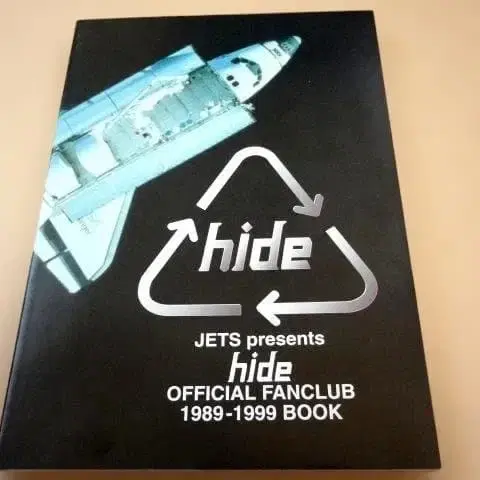 hide
JETS presents
hide
OFFICIAL FANCLUB
1989-1999 BOOK